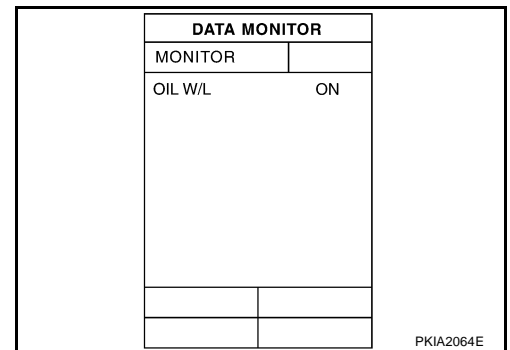 DATA MONITOR
MONITOR
OIL W/L ON
PKIA2064E